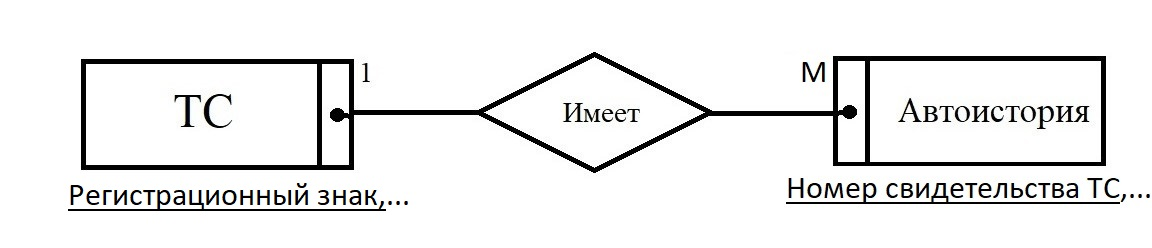 ТС
1
Имеет
М
Автоистория
Регистрационный знак,...
Номер свидетельства ТС,...